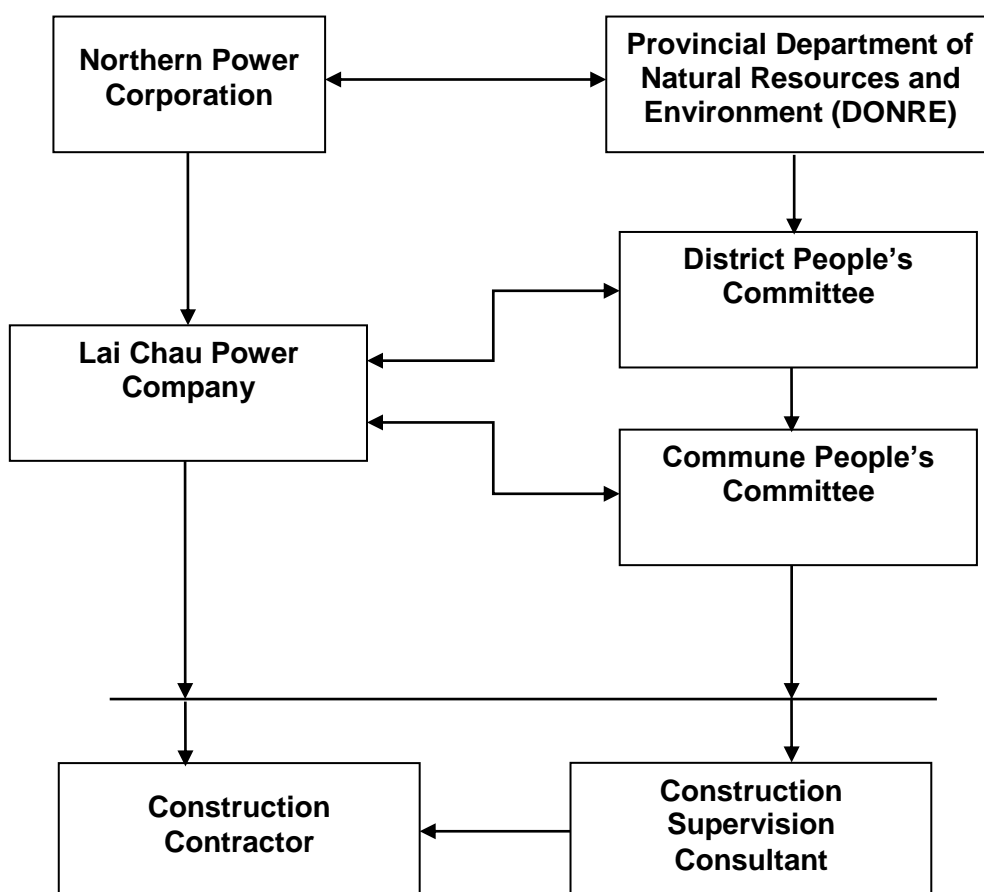 Northern Power
Corporation
Provincial Department of
Natural Resources and
Environment (DONRE)
District People’s
Committee
Lai Chau Power
Company
Commune People’s
Committee
Construction
Contractor
Construction
Supervision
Consultant